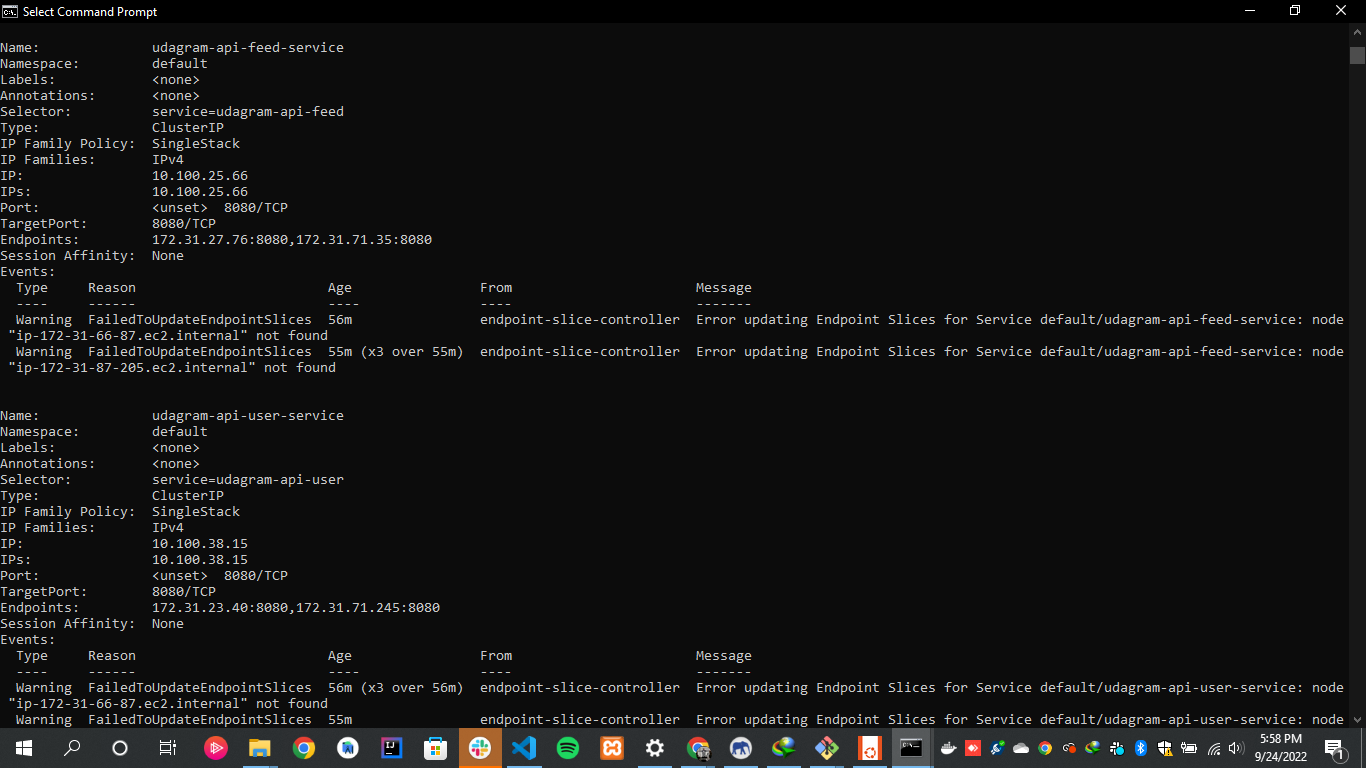 Select Command Prompt
Name:              udagram-api-feed-service
Namespace:         default
Labels:            <none>
Annotations:       <none>
Selector:          service=udagram-api-feed
Type:              ClusterIP
IP Family Policy:  SingleStack
IP Families:       IPv4
IP:                10.100.25.66
IPs:               10.100.25.66
Port:              <unset>  8080/TCP
TargetPort:        8080/TCP
Endpoints:         172.31.27.76:8080,172.31.71.35:8080
Session Affinity:  None
Events:
  Type     Reason                        Age                From                       Message
  ----     ------                        ----               ----                       -------
  Warning  FailedToUpdateEndpointSlices  56m                endpoint-slice-controller  Error updating Endpoint Slices for Service default/udagram-api-feed-service: node
 "ip-172-31-66-87.ec2.internal" not found
  Warning  FailedToUpdateEndpointSlices  55m (x3 over 55m)  endpoint-slice-controller  Error updating Endpoint Slices for Service default/udagram-api-feed-service: node
 "ip-172-31-87-205.ec2.internal" not found
Name:              udagram-api-user-service
Namespace:         default
Labels:            <none>
Annotations:       <none>
Selector:          service=udagram-api-user
Type:              ClusterIP
IP Family Policy:  SingleStack
IP Families:       IPv4
IP:                10.100.38.15
IPs:               10.100.38.15
Port:              <unset>  8080/TCP
TargetPort:        8080/TCP
Endpoints:         172.31.23.40:8080,172.31.71.245:8080
Session Affinity:  None
Events:
  Type     Reason                        Age                From                       Message
  ----     ------                        ----               ----                       -------
  Warning  FailedToUpdateEndpointSlices  56m (x3 over 56m)  endpoint-slice-controller  Error updating Endpoint Slices for Service default/udagram-api-user-service: node
 "ip-172-31-66-87.ec2.internal" not found
  Warning  FailedToUpdateEndpointSlices  55m                endpoint-slice-controller  Error updating Endpoint Slices for Service default/udagram-api-user-service: node
5:58 PM
9/24/2022